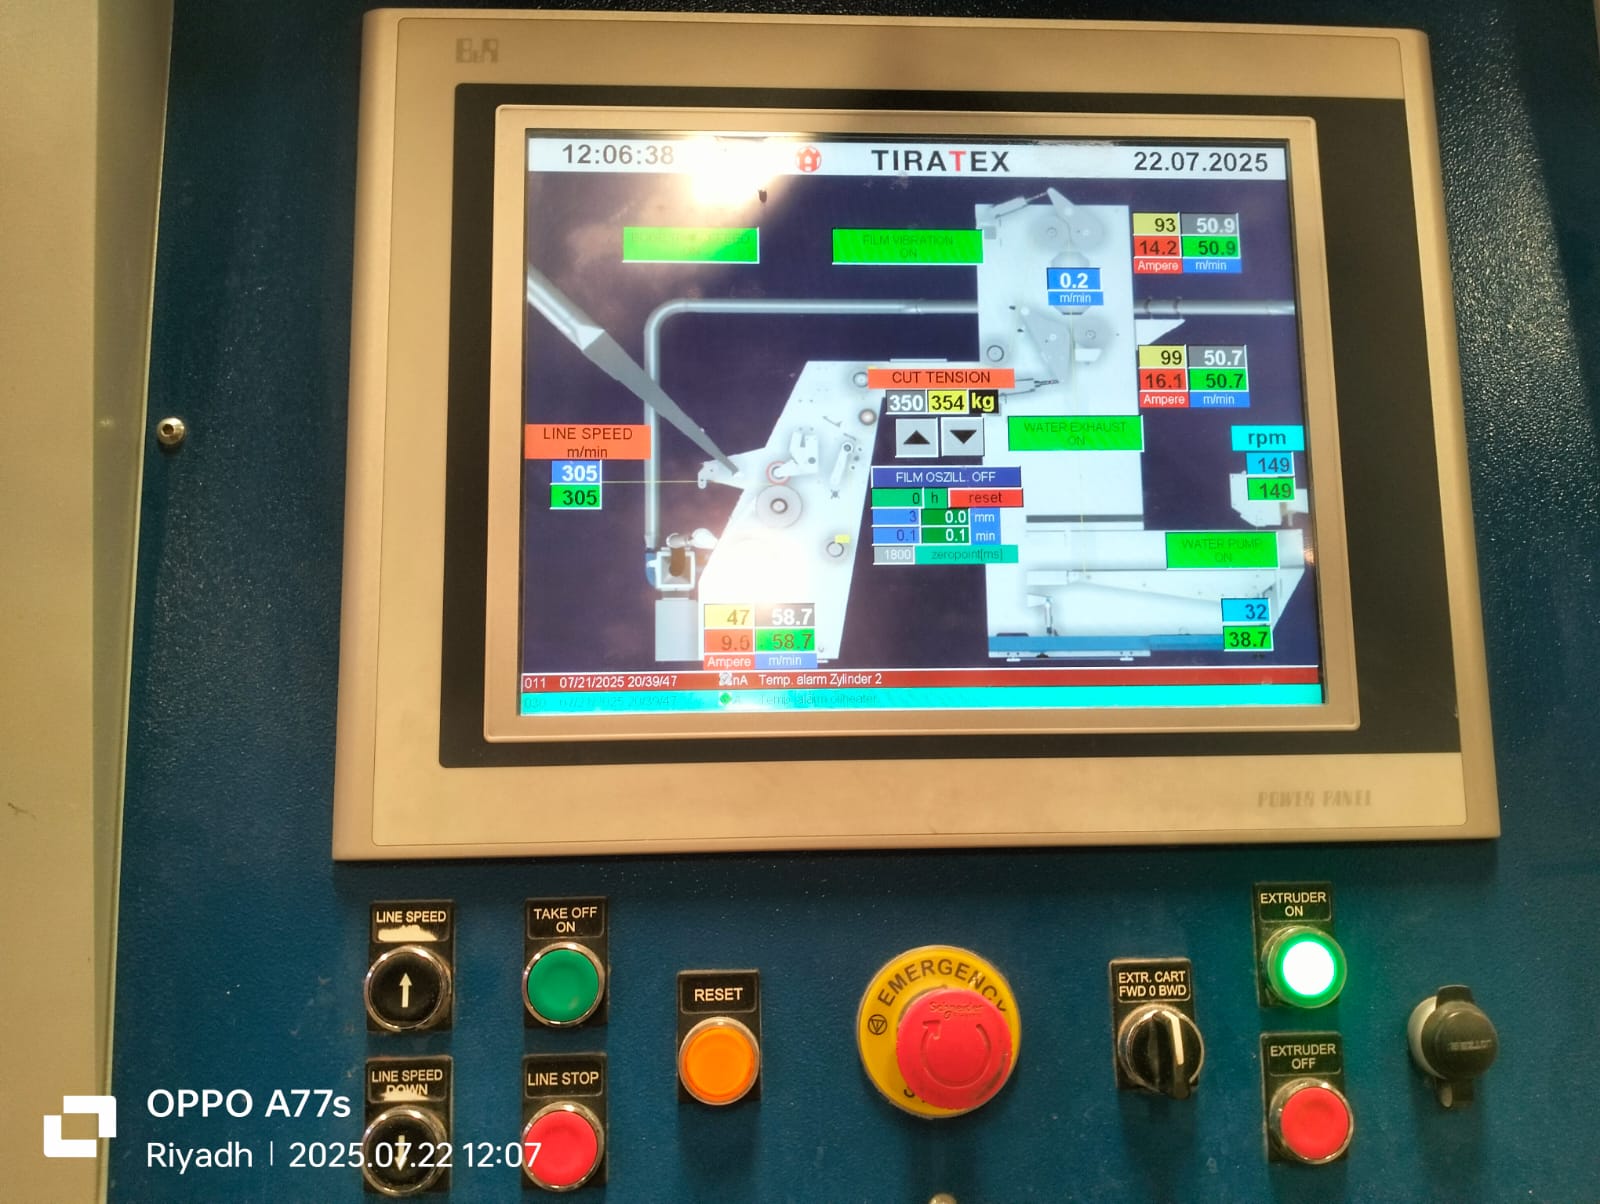 B&R
12:06:38
TIRATEX
22.07.2025
FILM VIBRATION
ON
93 50.9
14.2 50.9
Ampere m/min
0.2
m/min
99 50.7
16.1 50.7
Ampere m/min
CUT TENSION
350 354 kg
LINE SPEED
m/min
305
305
WATER EXHAUST
ON
rpm
149
149
FILM OSZILL. OFF
0 h reset
3 0.0 mm
0.1 0.1 min
1800 zeropoint[ms]
WATER PUMP
ON
32
38.7
47 58.7
9.5 58.7
Ampere m/min
011 07/21/2025 20/39/47 Temp. alarm Zylinder 2
Temp. alarm oilheater
POWER PANEL
LINE SPEED
TAKE OFF
ON
RESET
EMERGENCY
Schneider
EXTR. CART
FWD 0 BWD
EXTRUDER
ON
LINE SPEED
DOWN
LINE STOP
EXTRUDER
OFF
OPPO A77s
Riyadh | 2025.07.22 12:07